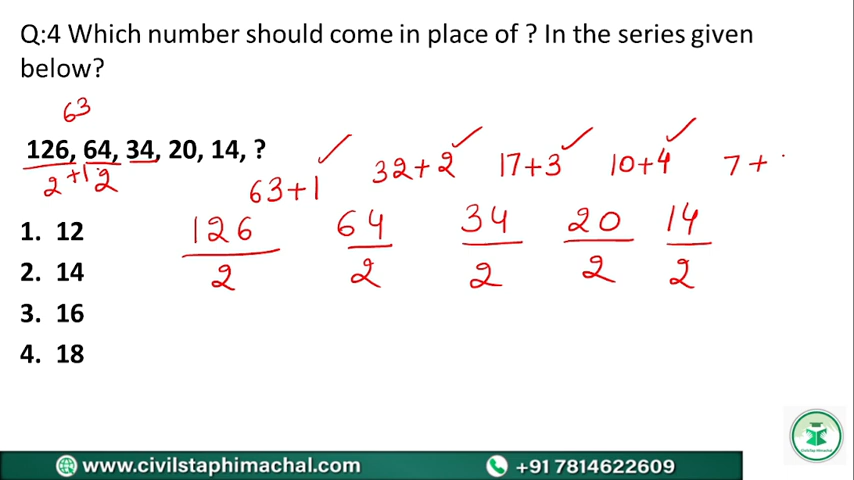 Q:4 Which number should come in place of ? In the series given
below?
63
126, 64, 34, 20, 14, ?
2 +1 2
63+1 32+2 17+3 10+4 7+
126/2 64/2 34/2 20/2 14/2
1. 12
2. 14
3. 16
4. 18
CivilsTap Himachal
www.civilstaphimachal.com +91 7814622609